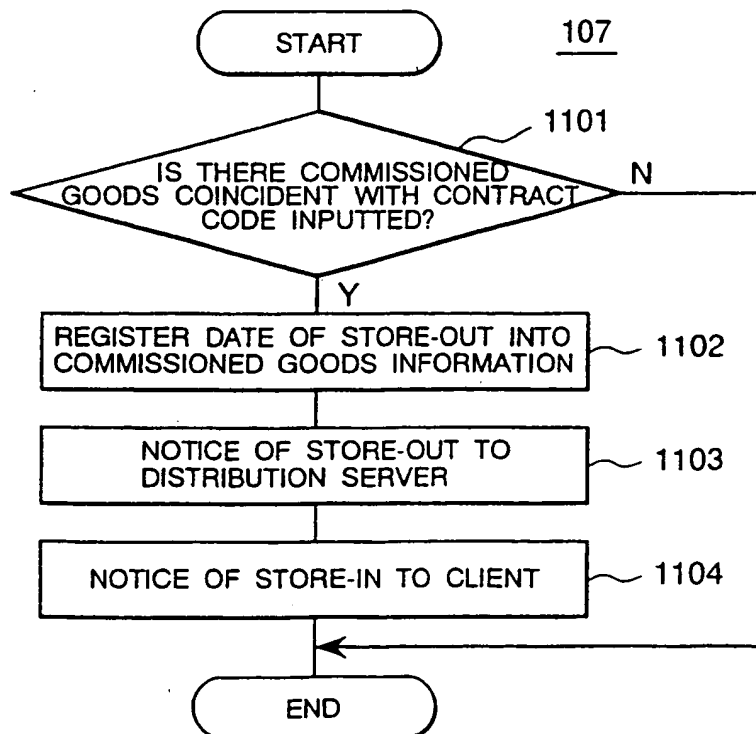 START
107
1101
IS THERE COMMISSIONED
GOODS COINCIDENT WITH CONTRACT
CODE INPUTTED?
N
Y
REGISTER DATE OF STORE-OUT INTO
COMMISSIONED GOODS INFORMATION
1102
NOTICE OF STORE-OUT TO
DISTRIBUTION SERVER
1103
NOTICE OF STORE-IN TO CLIENT
1104
END